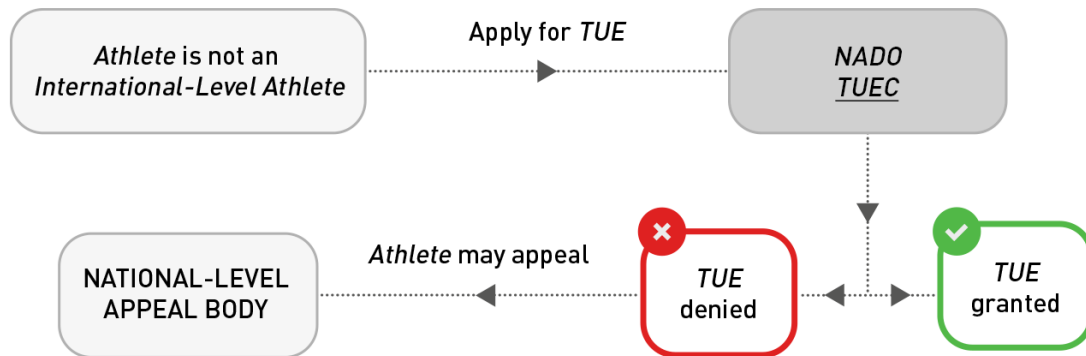 Athlete is not an
International-Level Athlete
Apply for TUE
NADO
TUEC
NATIONAL-LEVEL
APPEAL BODY
Athlete may appeal
TUE
denied
TUE
granted